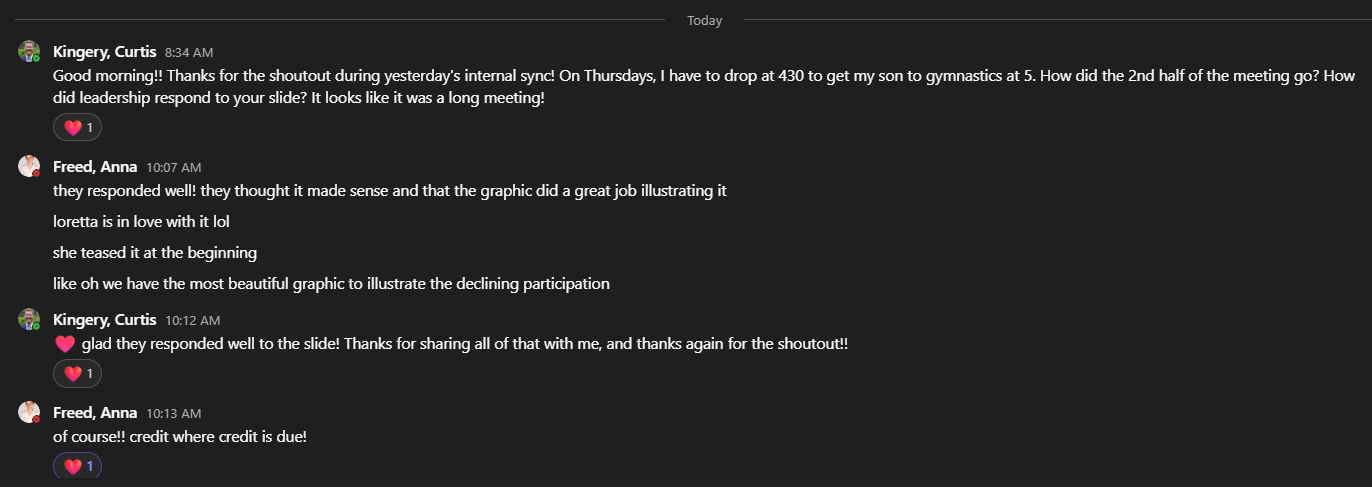 Today
Kingery, Curtis 8:34 AM
Good morning!! Thanks for the shoutout during yesterday's internal sync! On Thursdays, I have to drop at 430 to get my son to gymnastics at 5. How did the 2nd half of the meeting go? How
did leadership respond to your slide? It looks like it was a long meeting!
1
Freed, Anna 10:07 AM
they responded well! they thought it made sense and that the graphic did a great job illustrating it
loretta is in love with it lol
she teased it at the beginning
like oh we have the most beautiful graphic to illustrate the declining participation
Kingery, Curtis 10:12 AM
❤ glad they responded well to the slide! Thanks for sharing all of that with me, and thanks again for the shoutout!!
1
Freed, Anna 10:13 AM
of course!! credit where credit is due!
1